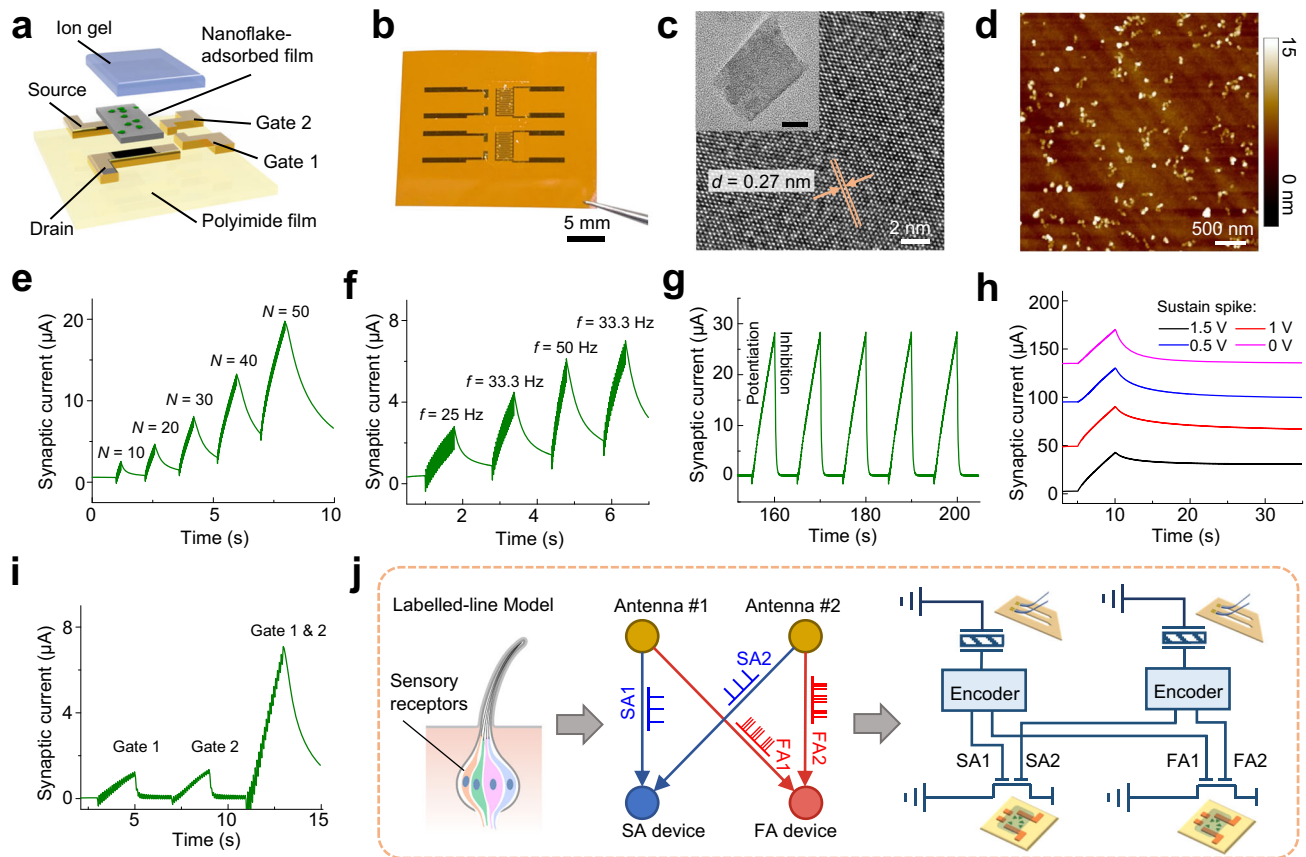 a
Ion gel
Nanoflake-
adsorbed film
Source
Gate 2
Gate 1
Drain
Polyimide film
b
5 mm
c
d = 0.27 nm
2 nm
d
15
0 nm
500 nm
e
Synaptic current (µA)
20
10
0
N = 10
N = 20
N = 30
N = 40
N = 50
0
5
10
Time (s)
f
Synaptic current (µA)
8
4
0
f = 25 Hz
f = 33.3 Hz
f = 50 Hz
f = 33.3 Hz
2
4
6
Time (s)
g
Synaptic current (µA)
30
20
10
0
Potentiation
Inhibition
160
180
200
Time (s)
h
Synaptic current (µA)
200
150
100
50
0
Sustain spike:
1.5 V
1 V
0.5 V
0 V
10
20
30
Time (s)
i
Synaptic current (µA)
8
4
0
Gate 1
Gate 2
Gate 1 & 2
5
10
15
Time (s)
j
Labelled-line Model
Sensory
receptors
Antenna #1
Antenna #2
SA1
SA2
FA1
FA2
SA device
FA device
Encoder
Encoder
SA1
SA2
FA1
FA2